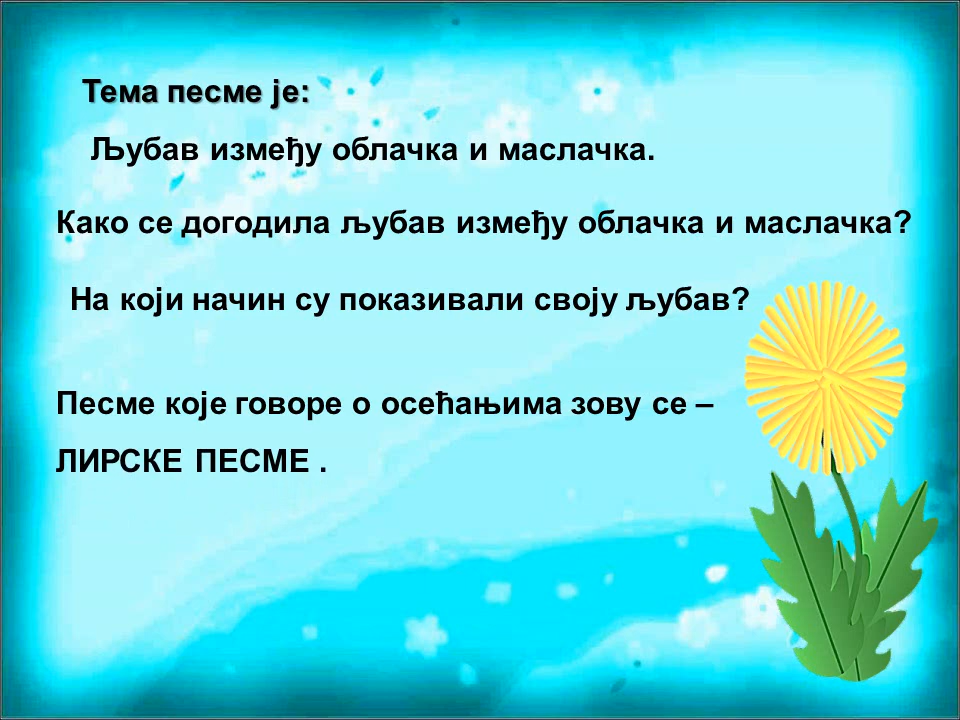 Тема песме је:
Љубав између облачка и маслачка.
Како се догодила љубав између облачка и маслачка?
На који начин су показивали своју љубав?
Песме које говоре о осећањима зову се –
ЛИРСКЕ ПЕСМЕ .